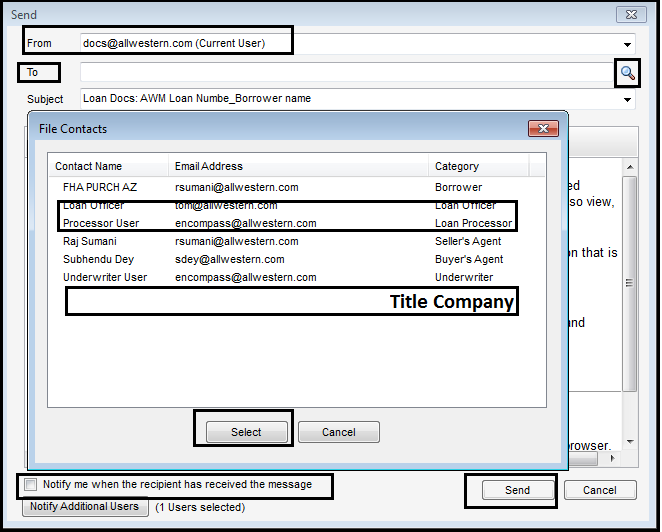 Send
From docs@allwestern.com (Current User)
To
Subject Loan Docs: AWM Loan Numbe_Borrower name
File Contacts
Contact Name Email Address Category
FHA PURCH AZ rsumani@allwestern.com Borrower
Loan Officer tom@allwestern.com Loan Officer
Processor User encompass@allwestern.com Loan Processor
Raj Sumani rsumani@allwestern.com Seller's Agent
Subhendu Dey sdey@allwestern.com Buyer's Agent
Underwriter User encompass@allwestern.com Underwriter
Title Company
Select Cancel
ed
so view,
on that is
and
rowser.
Notify me when the recipient has received the message
Send Cancel
Notify Additional Users (1 Users selected)